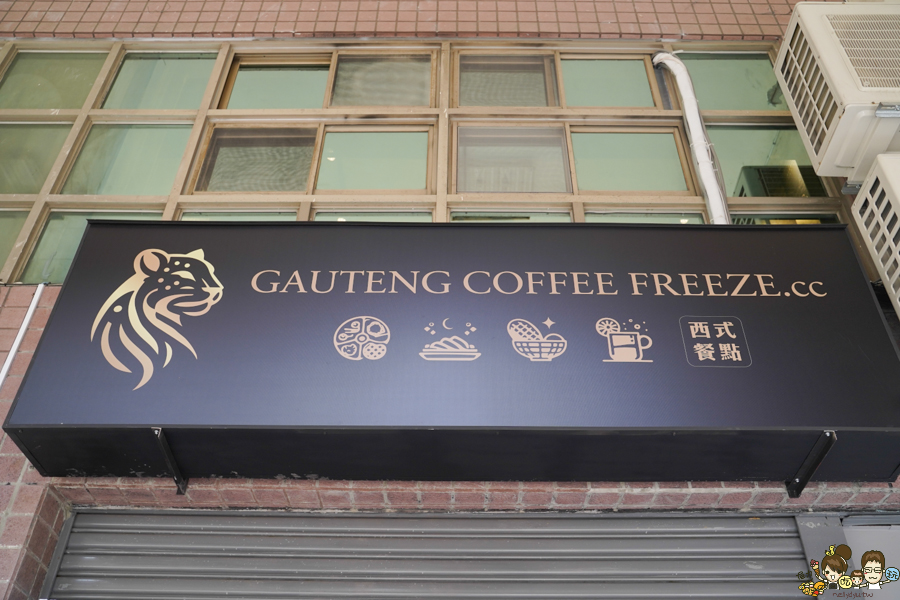 GAUTENG COFFEE FREEZE.cc
西式
餐點